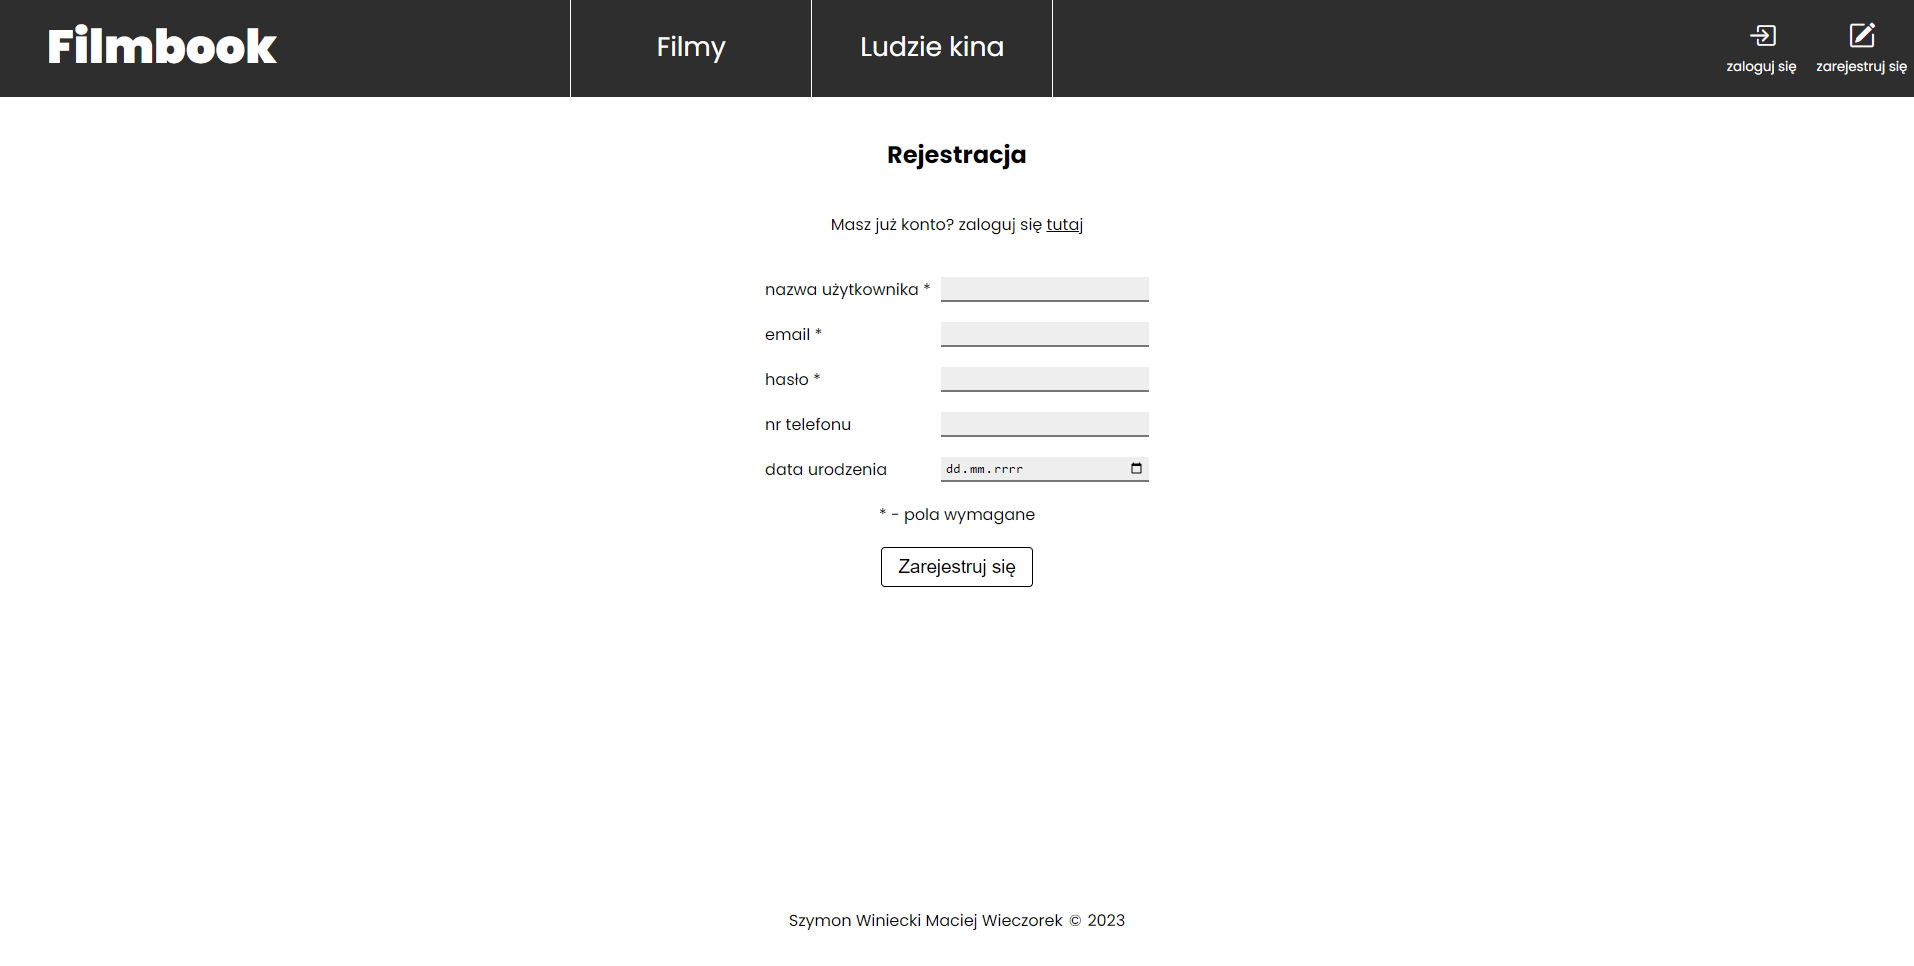 Filmbook
Filmy
Ludzie kina
zaloguj się
zarejestruj się
Rejestracja
Masz już konto? zaloguj się tutaj
nazwa użytkownika *
email *
hasło *
nr telefonu
data urodzenia dd.mm.rrrr
* - pola wymagane
Zarejestruj się
Szymon Winiecki Maciej Wieczorek © 2023